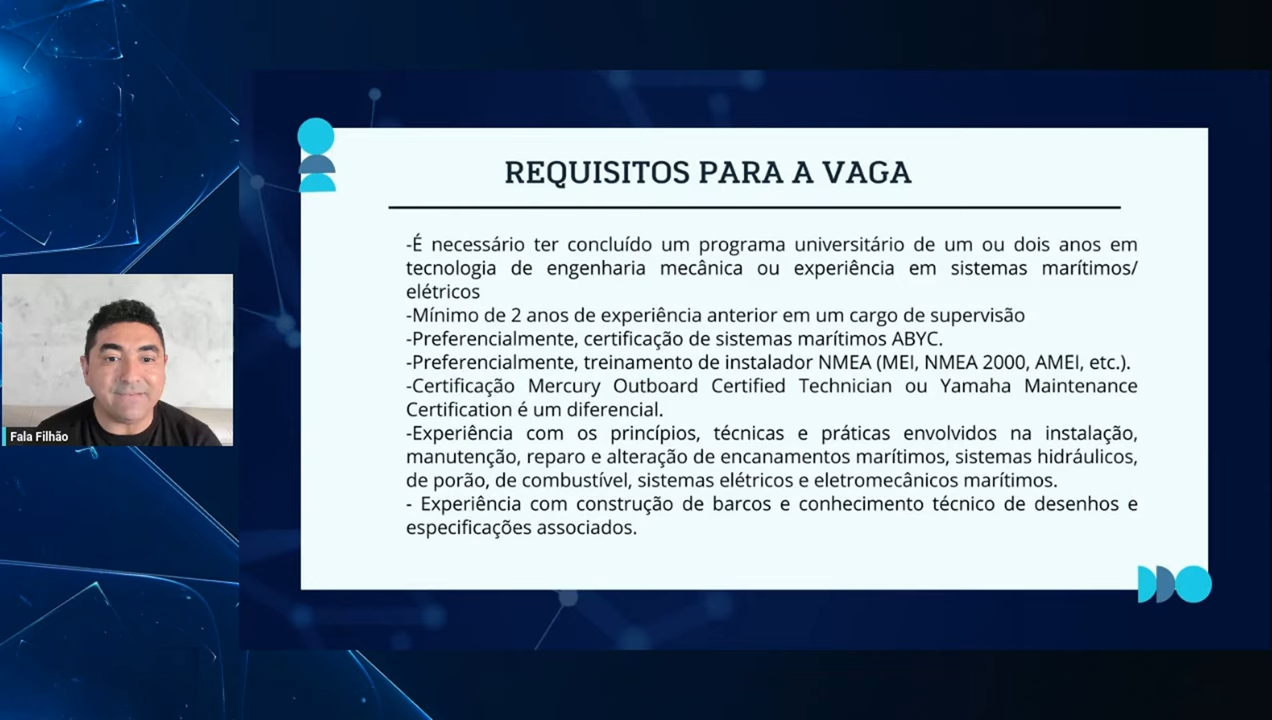 REQUISITOS PARA A VAGA
-É necessário ter concluído um programa universitário de um ou dois anos em
tecnologia de engenharia mecânica ou experiência em sistemas marítimos/
elétricos
-Mínimo de 2 anos de experiência anterior em um cargo de supervisão
-Preferencialmente, certificação de sistemas marítimos ABYC.
-Preferencialmente, treinamento de instalador NMEA (MEI, NMEA 2000, AMEI, etc.).
-Certificação Mercury Outboard Certified Technician ou Yamaha Maintenance
Certification é um diferencial.
-Experiência com os princípios, técnicas e práticas envolvidos na instalação,
manutenção, reparo e alteração de encanamentos marítimos, sistemas hidráulicos,
de porão, de combustível, sistemas elétricos e eletromecânicos marítimos.
- Experiência com construção de barcos e conhecimento técnico de desenhos e
especificações associados.
Fala Filhão